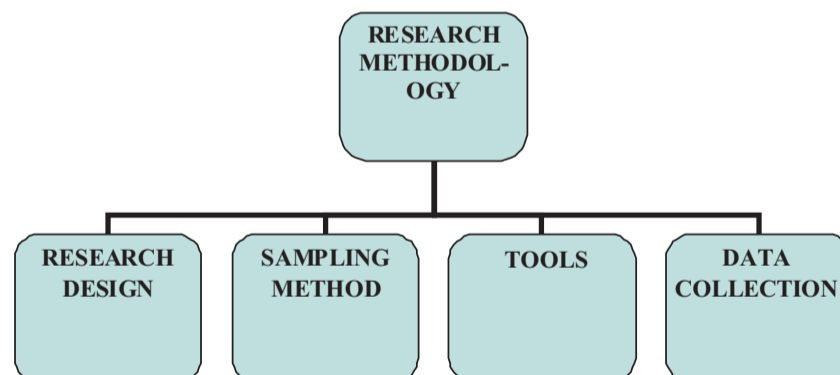 RESEARCH
METHODOL-
OGY
RESEARCH
DESIGN
SAMPLING
METHOD
TOOLS
DATA
COLLECTION